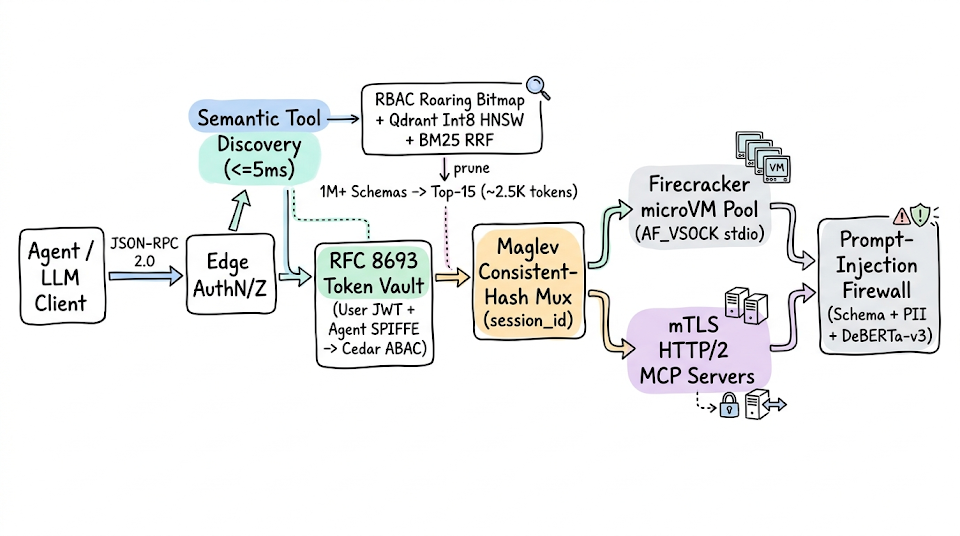 Agent /
LLM
Client
JSON-RPC
2.0
Edge
AuthN/Z
Semantic Tool
Discovery
(<=5ms)
RBAC Roaring Bitmap
+ Qdrant Int8 HNSW
+ BM25 RRF
prune
1M+ Schemas -> Top-15 (~2.5K tokens)
RFC 8693
Token Vault
(User JWT +
Agent SPIFFE
-> Cedar ABAC)
Maglev
Consistent-
Hash Mux
(session_id)
VM
Firecracker
microVM Pool
(AF_VSOCK stdio)
mTLS
HTTP/2
MCP Servers
Prompt-
Injection
Firewall
(Schema + PII
+ DeBERTa-v3)